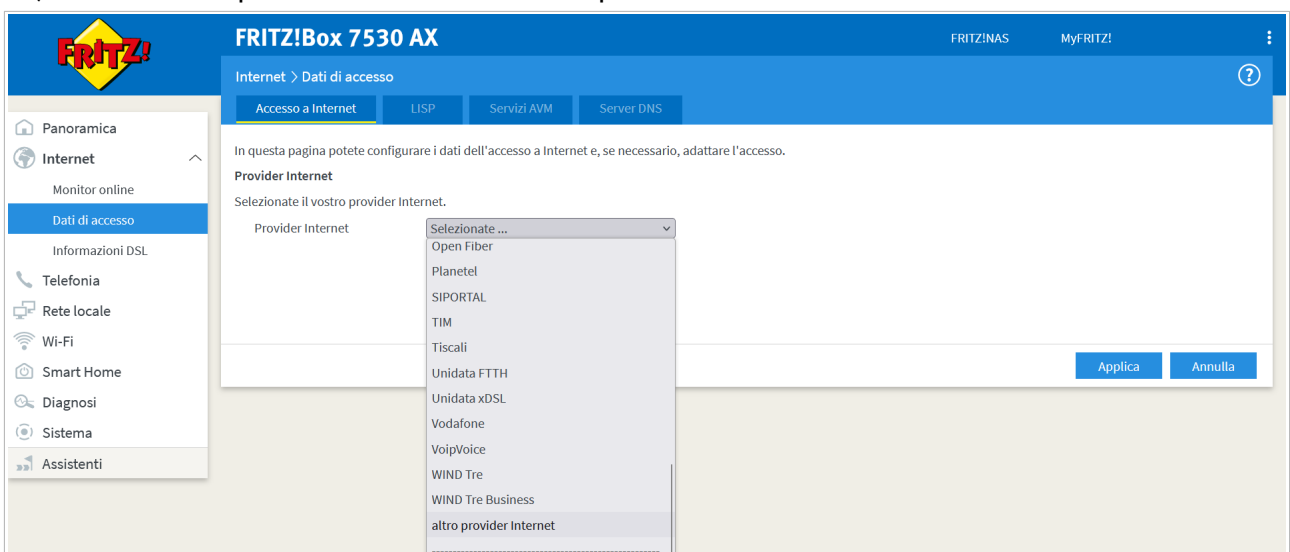 FRITZ!
FRITZ!Box 7530 AX
FRITZ!NAS
MyFRITZ!
Internet > Dati di accesso
?
Accesso a Internet
LISP
Servizi AVM
Server DNS
Panoramica
Internet
Monitor online
Dati di accesso
Informazioni DSL
Telefonia
Rete locale
Wi-Fi
Smart Home
Diagnosi
Sistema
Assistenti
In questa pagina potete configurare i dati dell'accesso a Internet e, se necessario, adattare l'accesso.
Provider Internet
Selezionate il vostro provider Internet.
Provider Internet
Selezionate ...
Open Fiber
Planetel
SIPORTAL
TIM
Tiscali
Unidata FTTH
Unidata xDSL
Vodafone
VoipVoice
WIND Tre
WIND Tre Business
altro provider Internet
Applica
Annulla